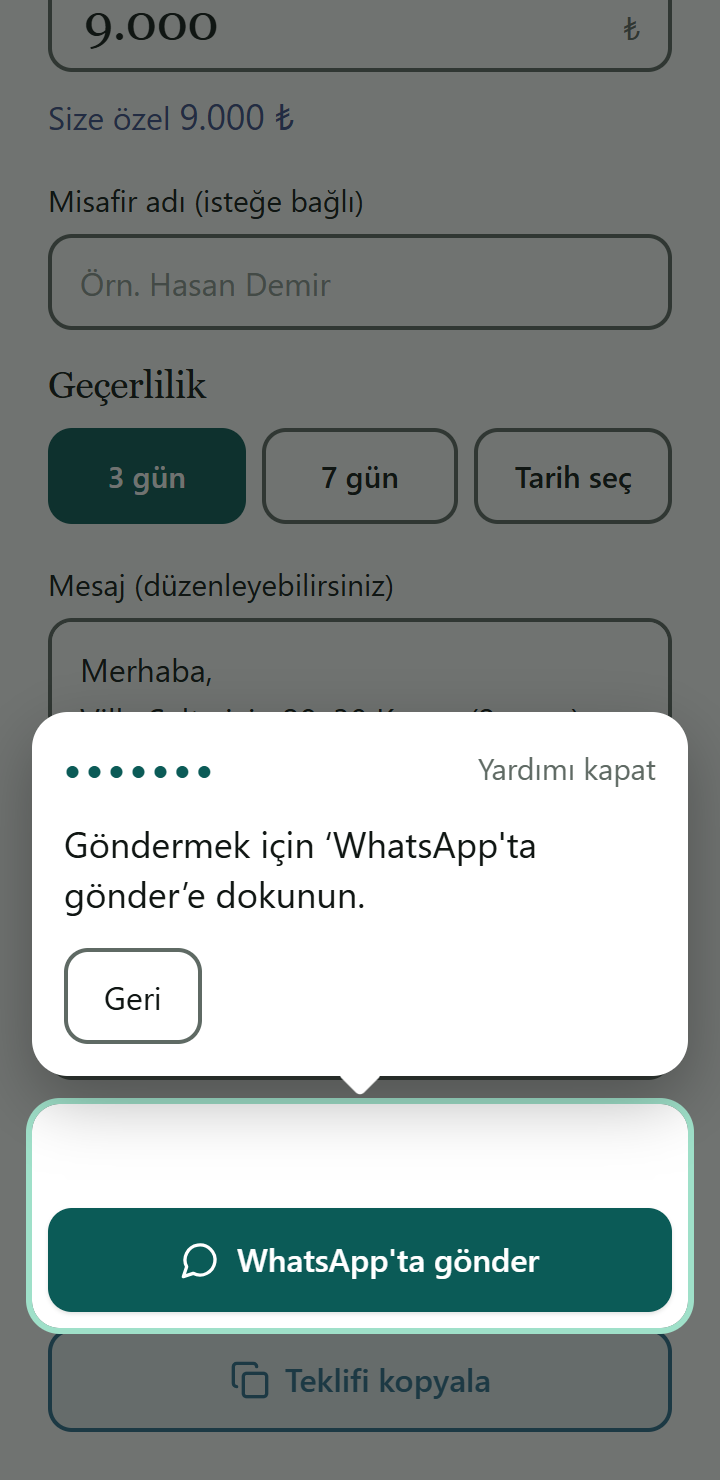 9.000 ₺
Size özel 9.000 ₺
Misafir adı (isteğe bağlı)
Örn. Hasan Demir
Geçerlilik
3 gün
7 gün
Tarih seç
Mesaj (düzenleyebilirsiniz)
Merhaba,
Yardımı kapat
Göndermek için ‘WhatsApp'ta
gönder’e dokunun.
Geri
WhatsApp'ta gönder
Teklifi kopyala